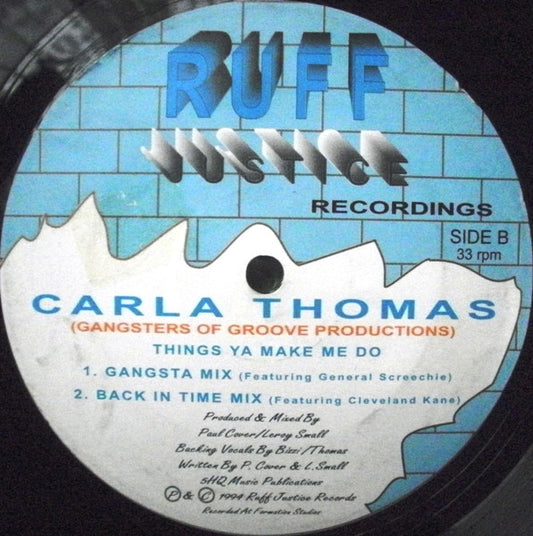 RUFF
JUSTICE
RECORDINGS
SIDE B
33 rpm
CARLA THOMAS
(GANGSTERS OF GROOVE PRODUCTIONS)
THINGS YA MAKE ME DO
1. GANGSTA MIX (Featuring General Screechie)
2. BACK IN TIME MIX (Featuring Cleveland Kane)
Produced & Mixed By
Paul Cover/Leroy Small
Backing Vocals By Bizzi/Thomas
Written By P. Cover & L.Small
5HQ Music Publications
Ⓟ & © 1994 Ruff Justice Records
Recorded At Formation Studios